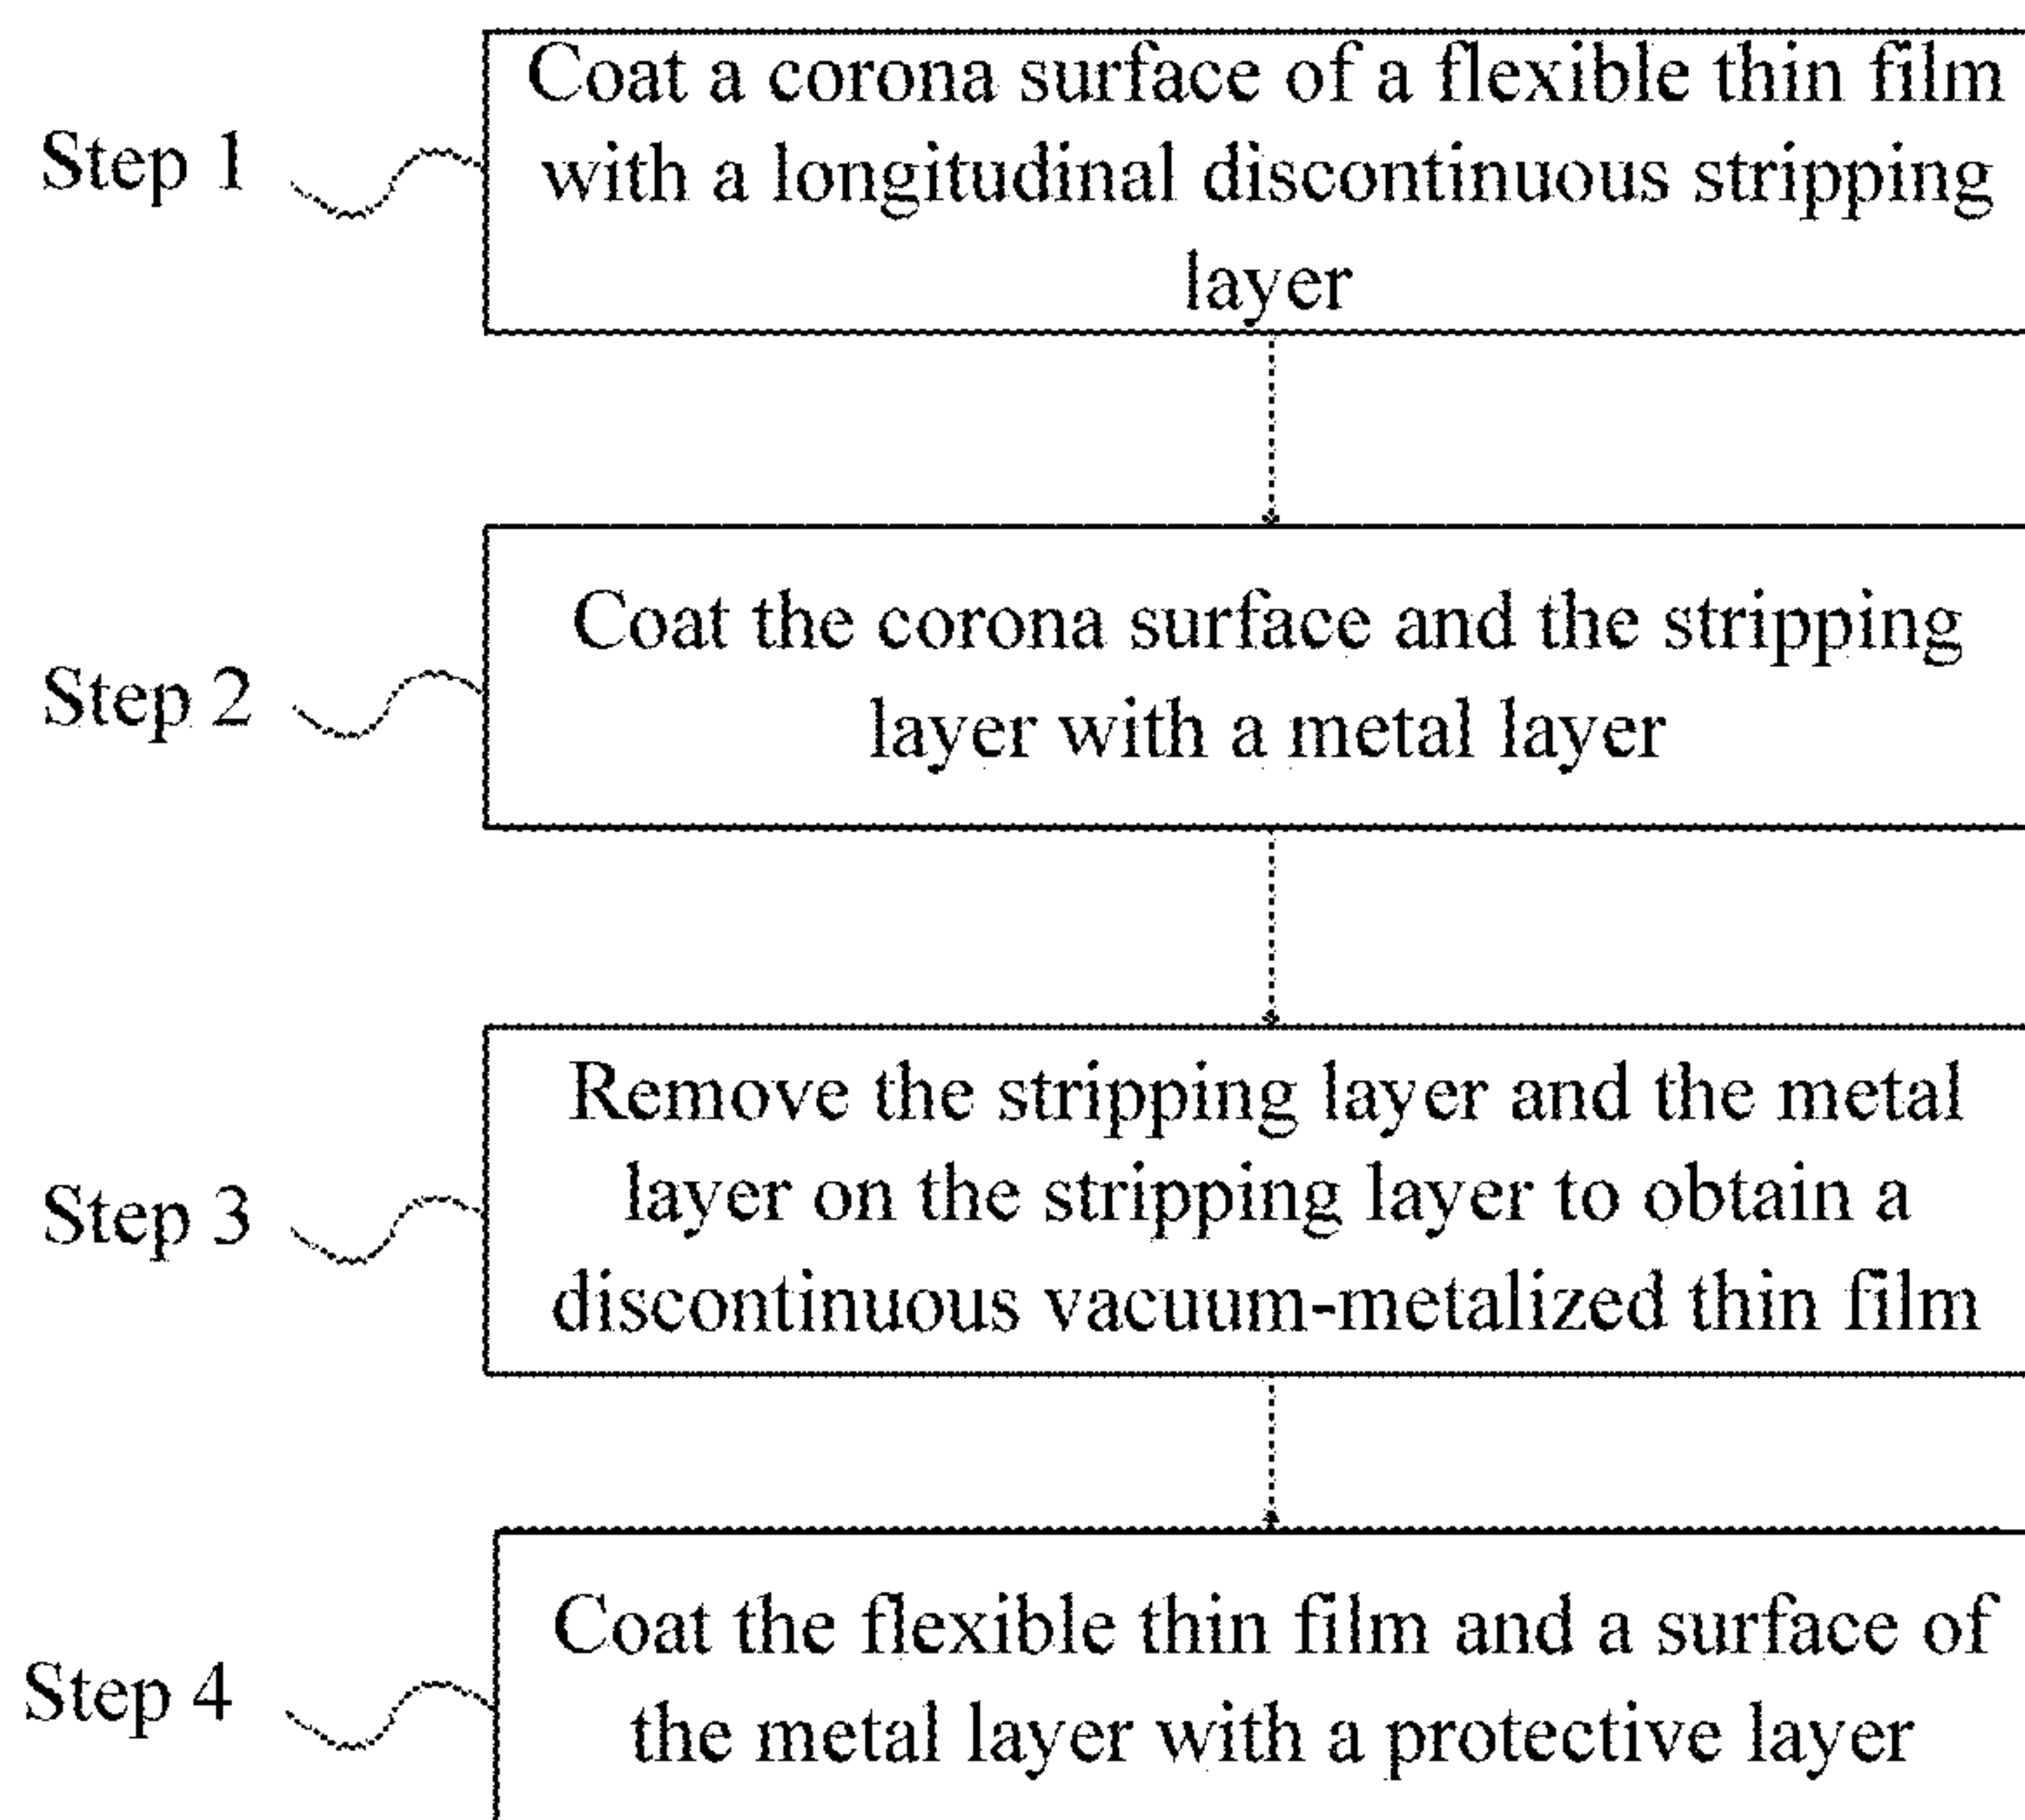 Step 1
Coat a corona surface of a flexible thin film
with a longitudinal discontinuous stripping
layer
Step 2
Coat the corona surface and the stripping
layer with a metal layer
Step 3
Remove the stripping layer and the metal
layer on the stripping layer to obtain a
discontinuous vacuum-metalized thin film
Step 4
Coat the flexible thin film and a surface of
the metal layer with a protective layer